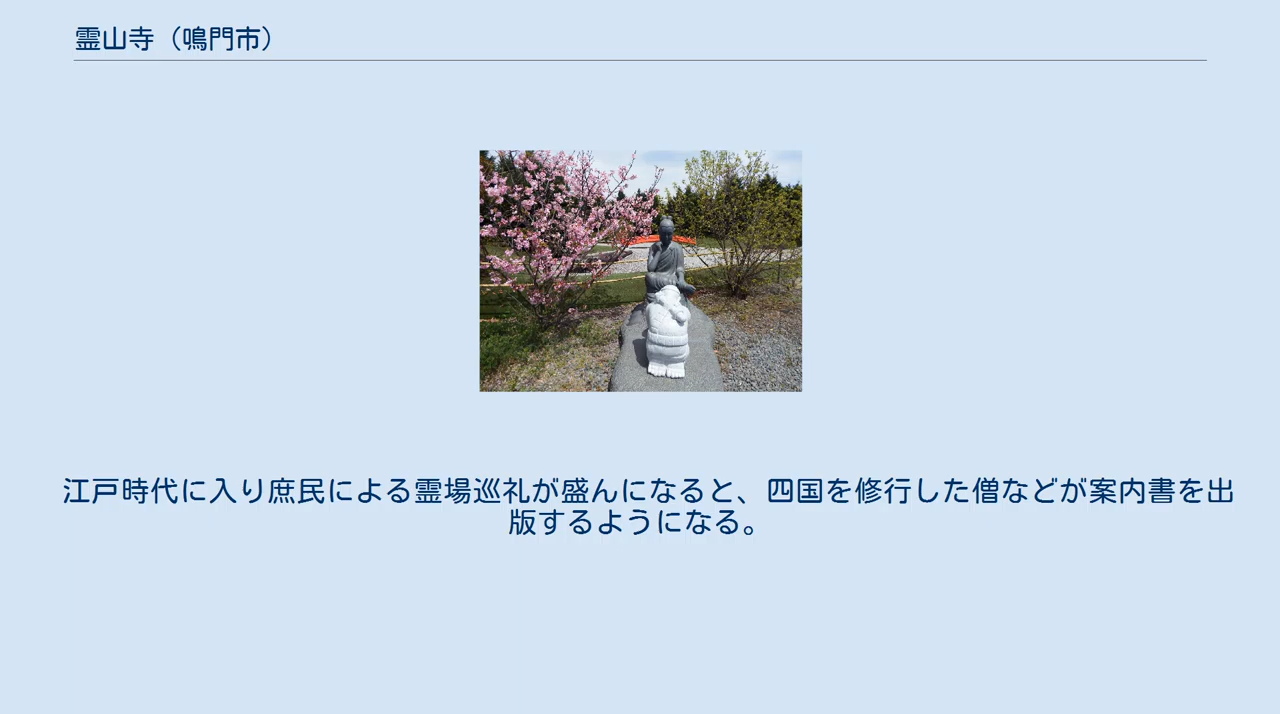 霊山寺（鳴門市）
江戸時代に入り庶民による霊場巡礼が盛んになると、四国を修行した僧などが案内書を出
版するようになる。